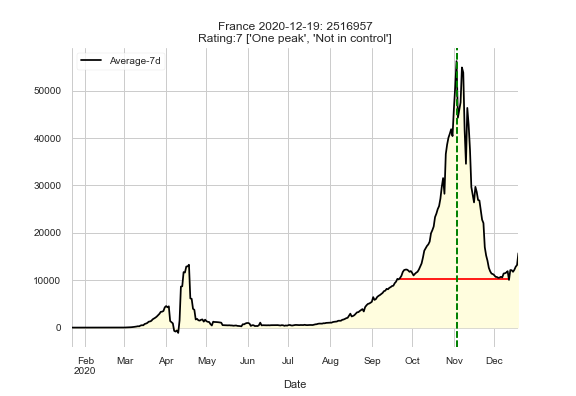 France 2020-12-19: 2516957
Rating:7 ['One peak', 'Not in control']
Average-7d
50000
40000
30000
20000
10000
0
Feb Mar Apr May Jun Jul Aug Sep Oct Nov Dec
2020
Date